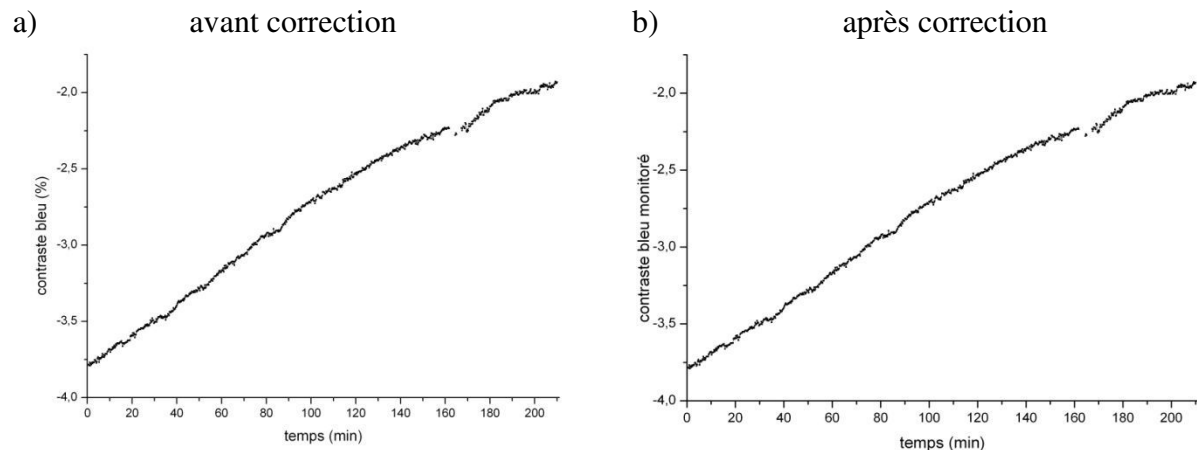 a) avant correction
-2,0
-2,5
-3,0
-3,5
-4,0
contraste bleu (%)
0 20 40 60 80 100 120 140 160 180 200
temps (min)
b) après correction
-2,0
-2,5
-3,0
-3,5
-4,0
contraste bleu monitoré
0 20 40 60 80 100 120 140 160 180 200
temps (min)